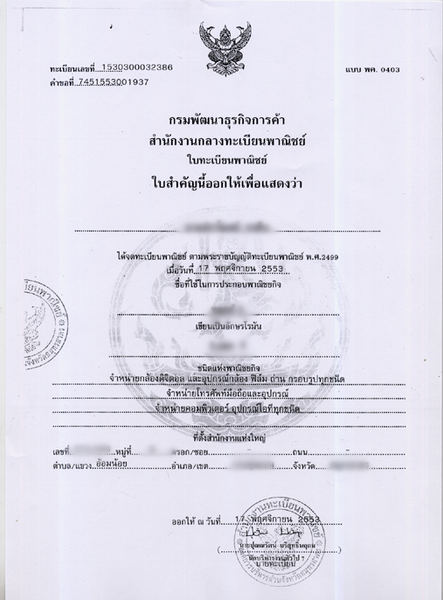 ทะเบียนเลขที่ 1530300032386
แบบ พค. 0403
คำขอที่ 7451553001937
กรมพัฒนาธุรกิจการค้า
สำนักงานกลางทะเบียนพาณิชย์
ใบทะเบียนพาณิชย์
ใบสำคัญนี้ออกให้เพื่อแสดงว่า
ได้จดทะเบียนพาณิชย์ ตามพระราชบัญญัติทะเบียนพาณิชย์ พ.ศ.2499
เมื่อวันที่ 17 พฤศจิกายน 2553
ชื่อที่ใช้ในการประกอบพาณิชยกิจ
เขียนเป็นอักษรโรมัน
ชนิดแห่งพาณิชยกิจ
จำหน่ายกล้องดิจิตอล และอุปกรณ์กล้อง ฟิล์ม ถ่าน กรอบรูปทุกชนิด
จำหน่ายโทรศัพท์มือถือและอุปกรณ์
จำหน่ายคอมพิวเตอร์ อุปกรณ์ไอทีทุกชนิด
ที่ตั้งสำนักงานแห่งใหญ่
เลขที่ หมู่ที่ ตรอก/ซอย - ถนน -
ตำบล/แขวง อ้อมน้อย อำเภอ/เขต จังหวัด
ออกให้ ณ วันที่ 17 พฤศจิกายน 2553
นายทะเบียน